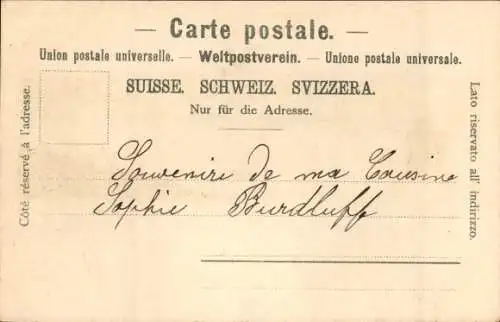 — Carte postale. —
Union postale universelle. — Weltpostverein. — Unione postale universale.
SUISSE. SCHWEIZ. SVIZZERA.
Nur für die Adresse.
Côté réservé à l'adresse.
Lato riservato all' indirizzo.
Souvenire de ma Cousine
Sophie Burdluff